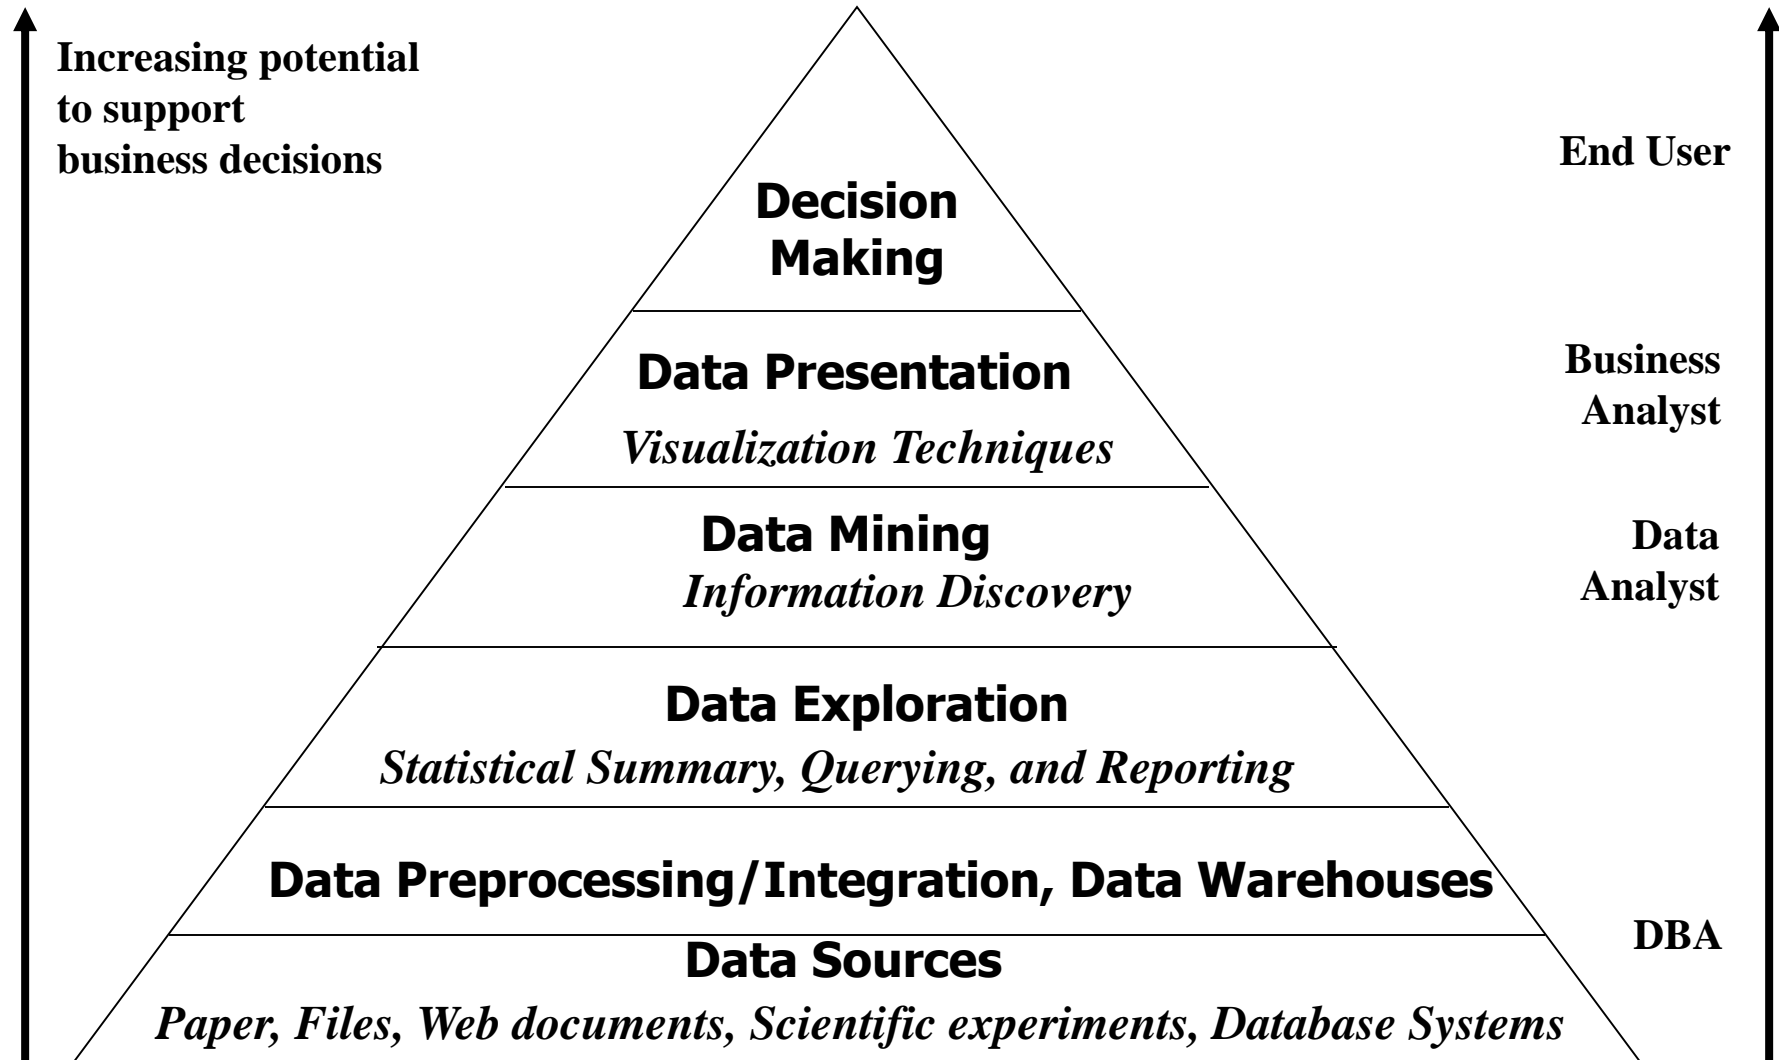 Increasing potential
to support
business decisions
End User
Decision
Making
Data Presentation
Visualization Techniques
Business
Analyst
Data Mining
Information Discovery
Data
Analyst
Data Exploration
Statistical Summary, Querying, and Reporting
Data Preprocessing/Integration, Data Warehouses
DBA
Data Sources
Paper, Files, Web documents, Scientific experiments, Database Systems